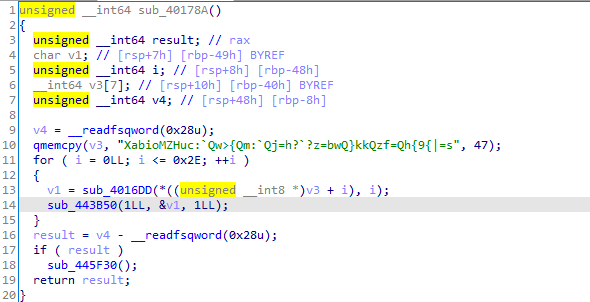 1 unsigned __int64 sub_40178A()
2 {
3 unsigned __int64 result; // rax
4 char v1; // [rsp+7h] [rbp-49h] BYREF
5 unsigned __int64 i; // [rsp+8h] [rbp-48h]
6 __int64 v3[7]; // [rsp+10h] [rbp-40h] BYREF
7 unsigned __int64 v4; // [rsp+48h] [rbp-8h]
8
9 v4 = __readfsqword(0x28u);
10 qmemcpy(v3, "XabioMZHuc:`Qw>{Qm:`Qj=h?`?z=bwQ}kkQzf=Qh{9{|=s", 47);
11 for ( i = 0LL; i <= 0x2E; ++i )
12 {
13 v1 = sub_4016DD(*((unsigned __int8 *)v3 + i), i);
14 sub_443B50(1LL, &v1, 1LL);
15 }
16 result = v4 - __readfsqword(0x28u);
17 if ( result )
18 sub_445F30();
19 return result;
20 }